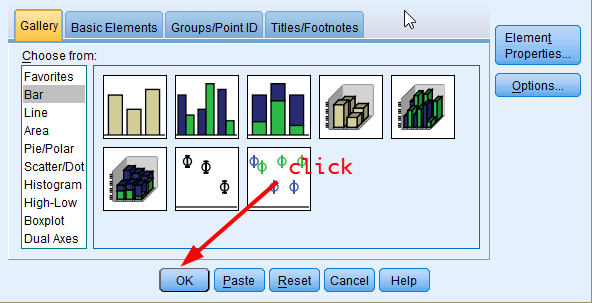 Gallery Basic Elements Groups/Point ID Titles/Footnotes
Choose from:
Favorites
Bar
Line
Area
Pie/Polar
Scatter/Dot
Histogram
High-Low
Boxplot
Dual Axes
click
Element
Properties...
Options...
OK Paste Reset Cancel Help